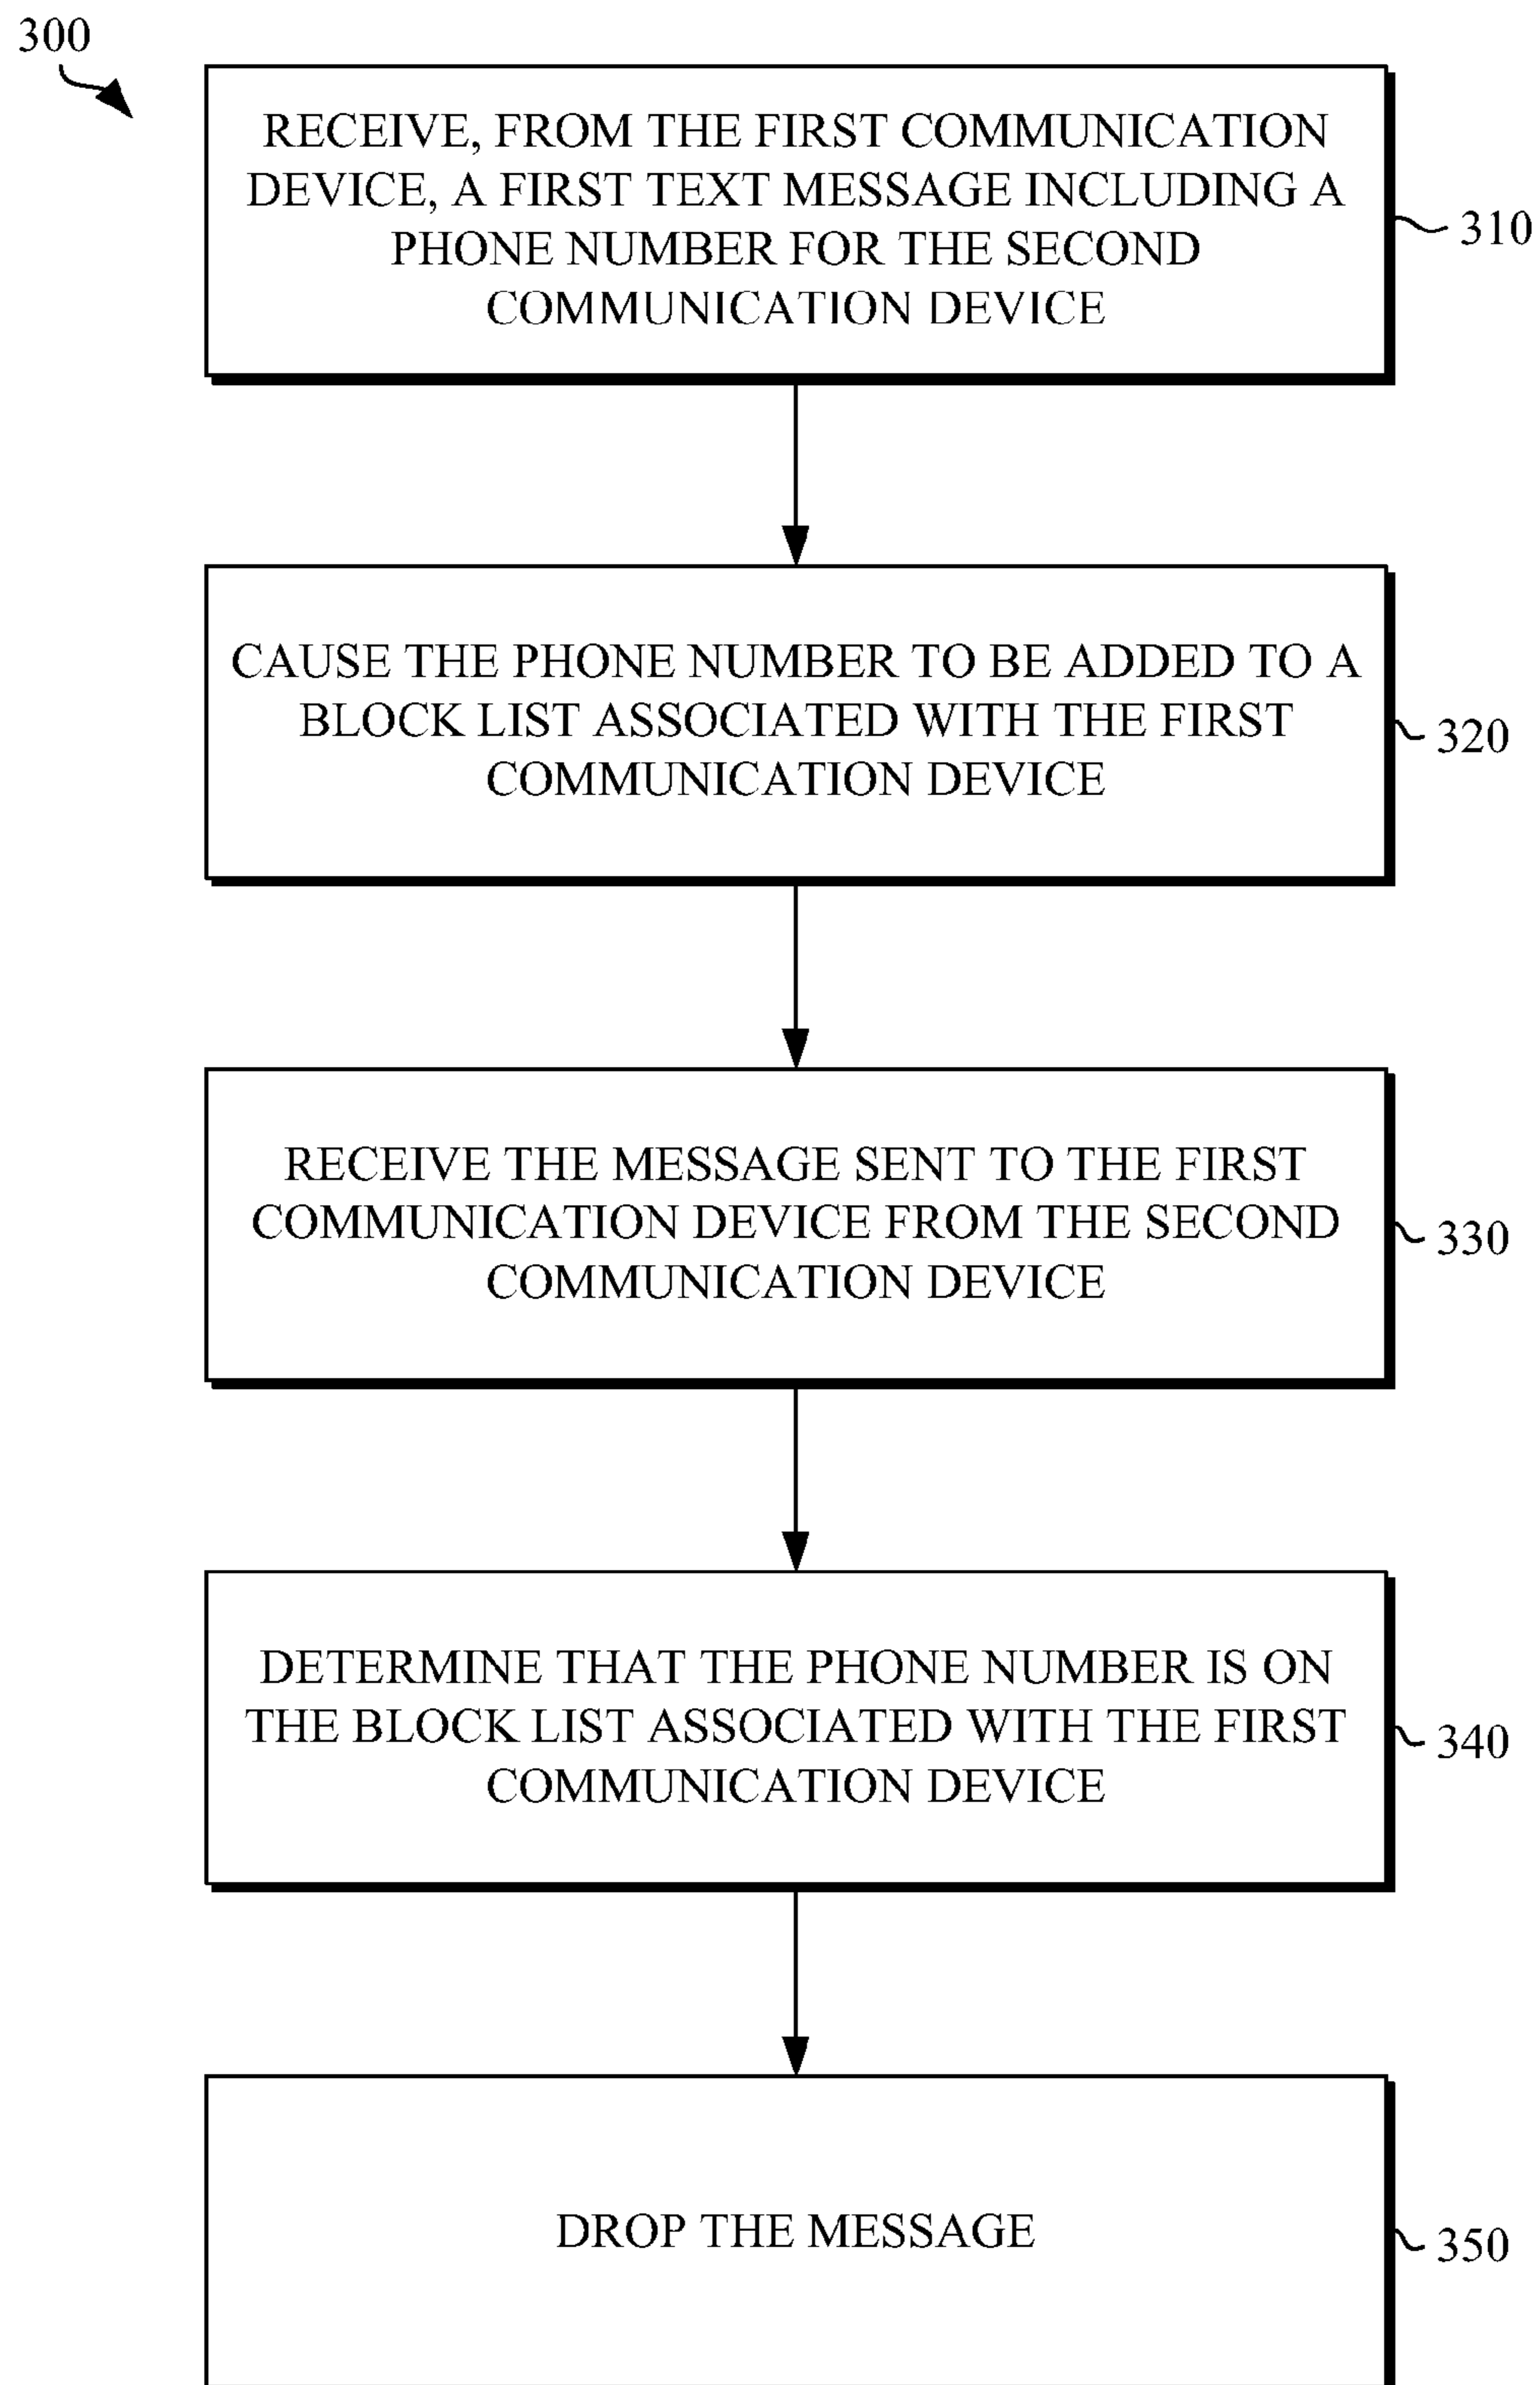 300
RECEIVE, FROM THE FIRST COMMUNICATION
DEVICE, A FIRST TEXT MESSAGE INCLUDING A
PHONE NUMBER FOR THE SECOND
COMMUNICATION DEVICE
310
CAUSE THE PHONE NUMBER TO BE ADDED TO A
BLOCK LIST ASSOCIATED WITH THE FIRST
COMMUNICATION DEVICE
320
RECEIVE THE MESSAGE SENT TO THE FIRST
COMMUNICATION DEVICE FROM THE SECOND
COMMUNICATION DEVICE
330
DETERMINE THAT THE PHONE NUMBER IS ON
THE BLOCK LIST ASSOCIATED WITH THE FIRST
COMMUNICATION DEVICE
340
DROP THE MESSAGE
350